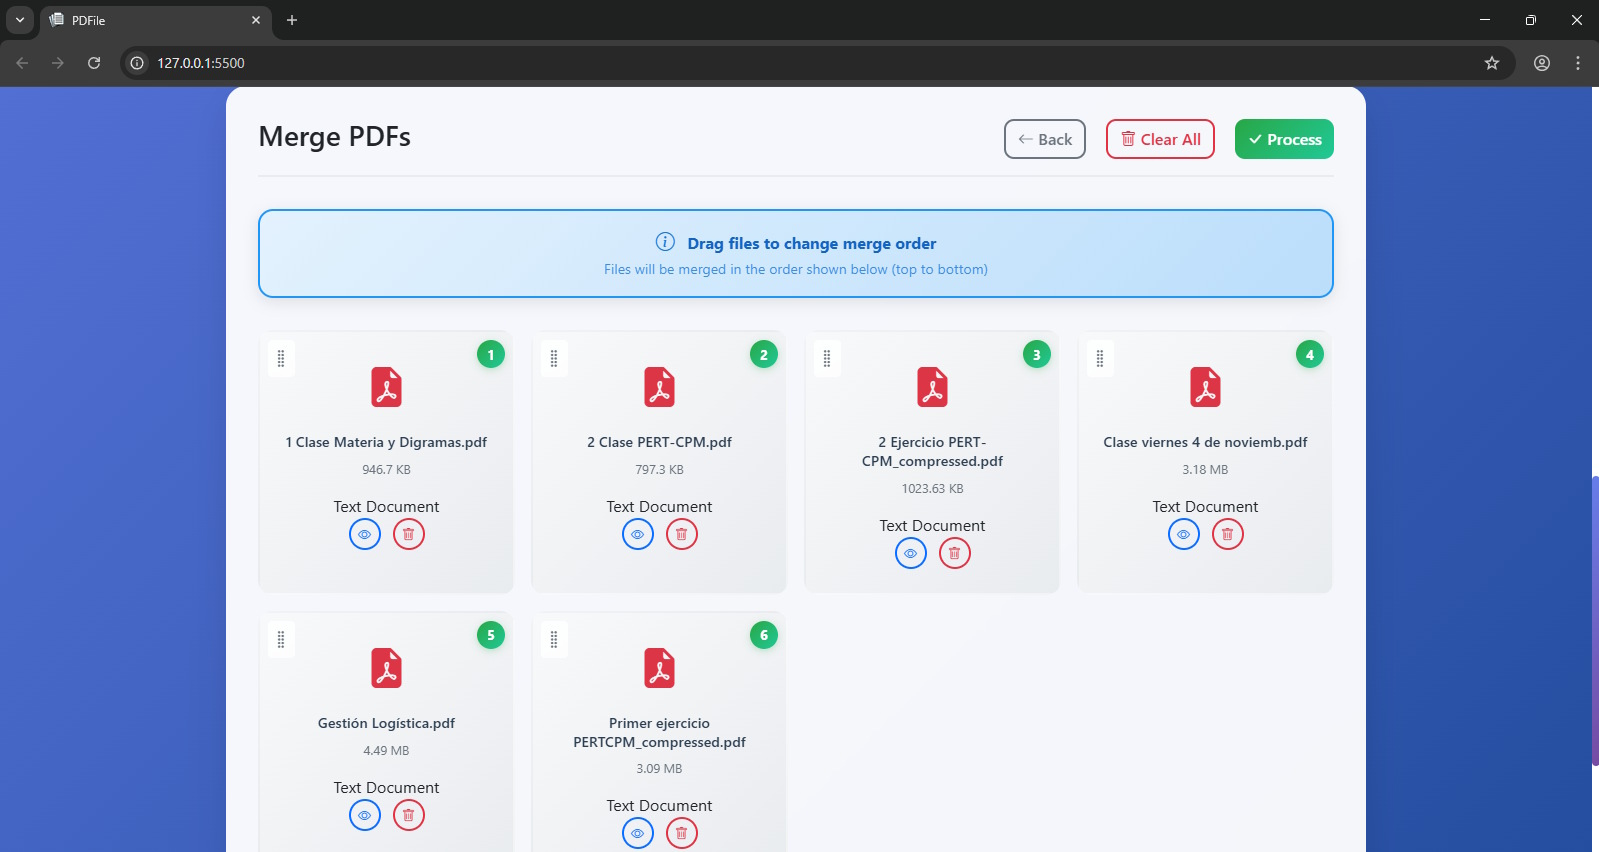 PDFile
127.0.0.1:5500
Merge PDFs
Back
Clear All
Process
Drag files to change merge order
Files will be merged in the order shown below (top to bottom)
1
1 Clase Materia y Digramas.pdf
946.7 KB
Text Document
2
2 Clase PERT-CPM.pdf
797.3 KB
Text Document
3
2 Ejercicio PERT-
CPM_compressed.pdf
1023.63 KB
Text Document
4
Clase viernes 4 de noviemb.pdf
3.18 MB
Text Document
5
Gestión Logística.pdf
4.49 MB
Text Document
6
Primer ejercicio
PERTCPM_compressed.pdf
3.09 MB
Text Document